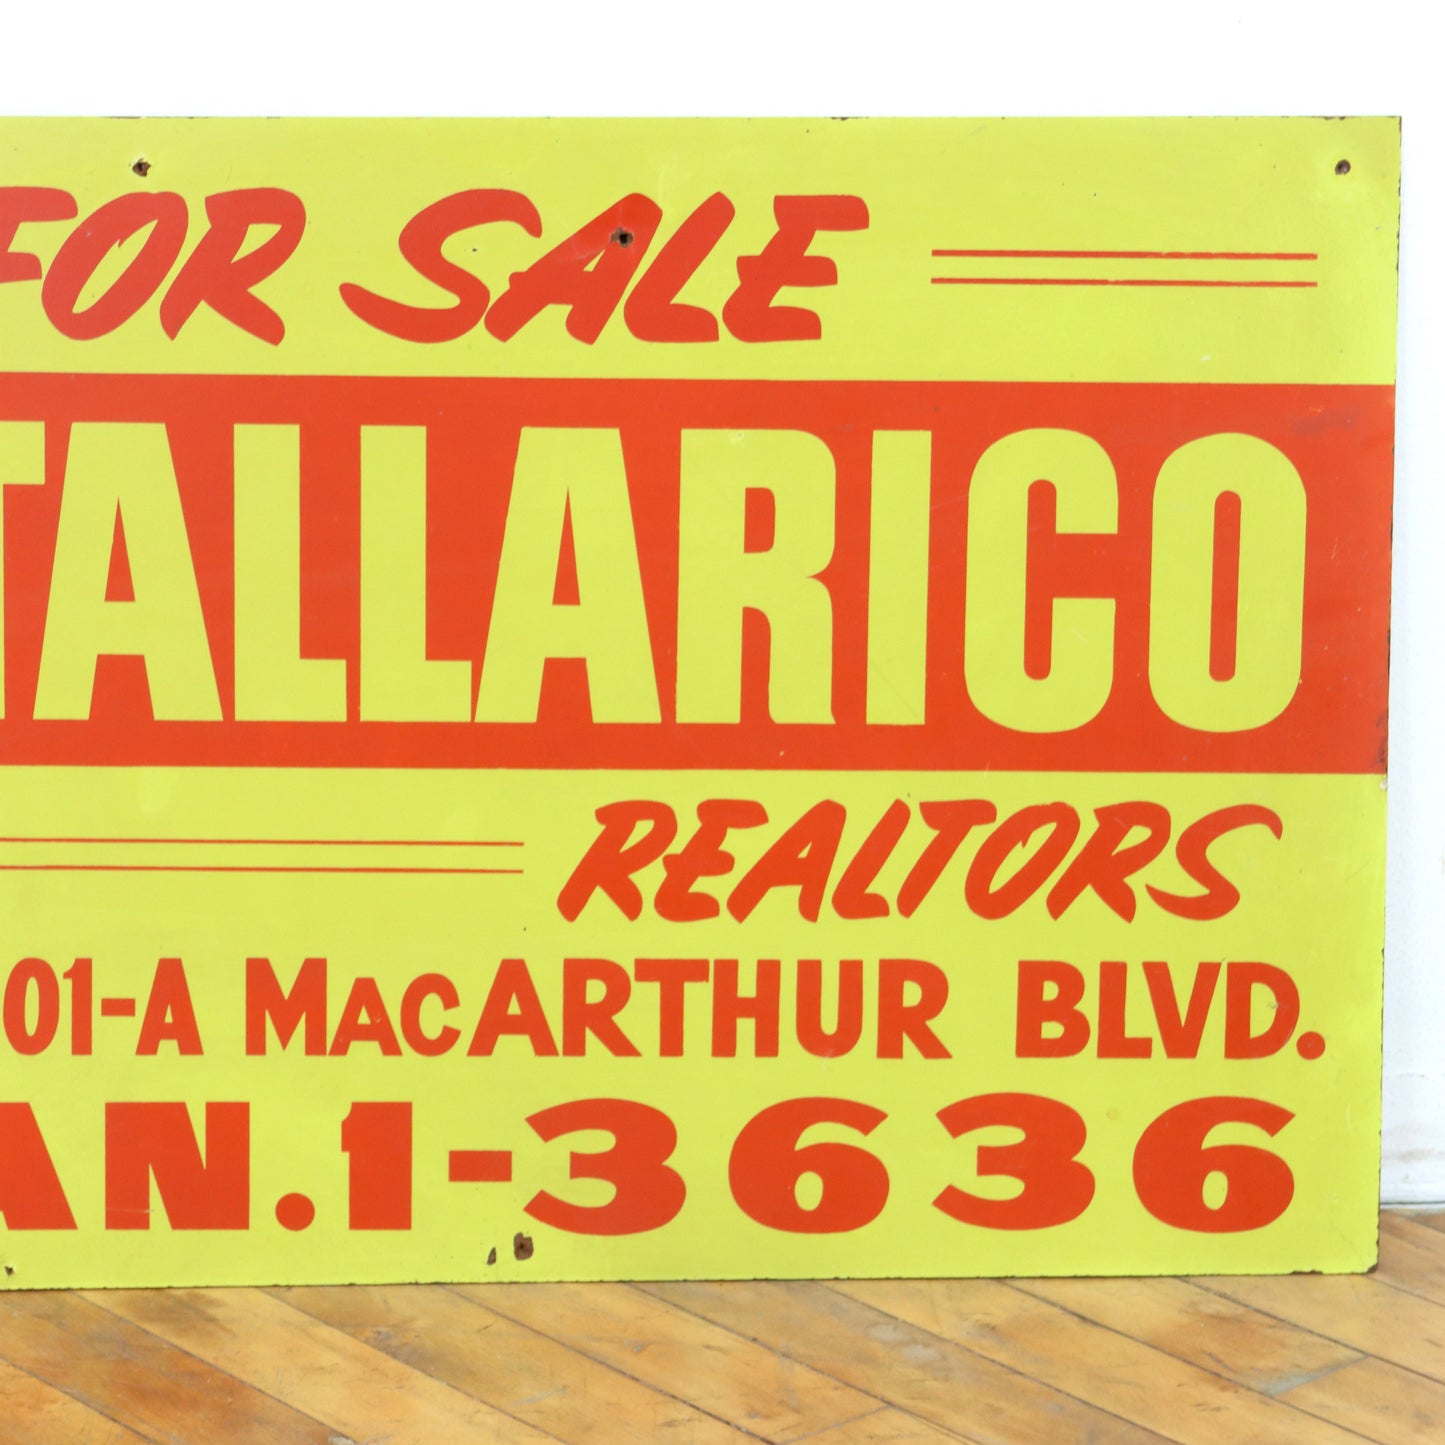 FOR SALE
TALLARICO
REALTORS
01-A MacARTHUR BLVD.
AN.1-3636